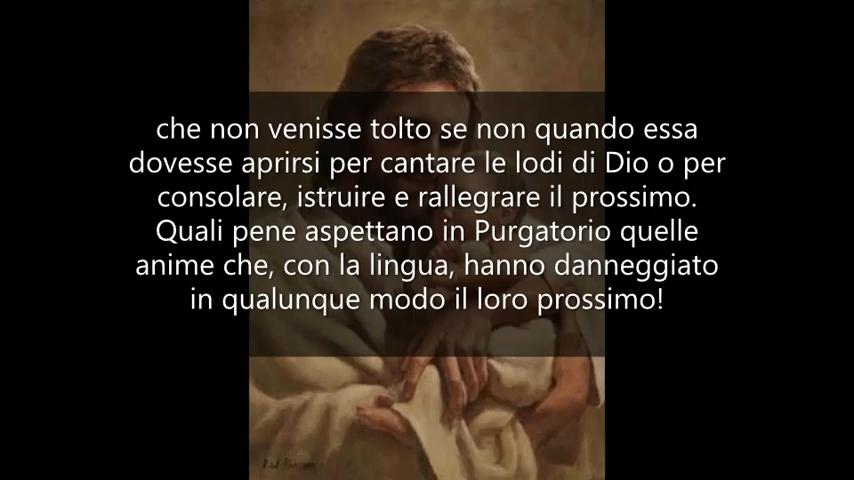 che non venisse tolto se non quando essa
dovesse aprirsi per cantare le lodi di Dio o per
consolare, istruire e rallegrare il prossimo.
Quali pene aspettano in Purgatorio quelle
anime che, con la lingua, hanno danneggiato
in qualunque modo il loro prossimo!